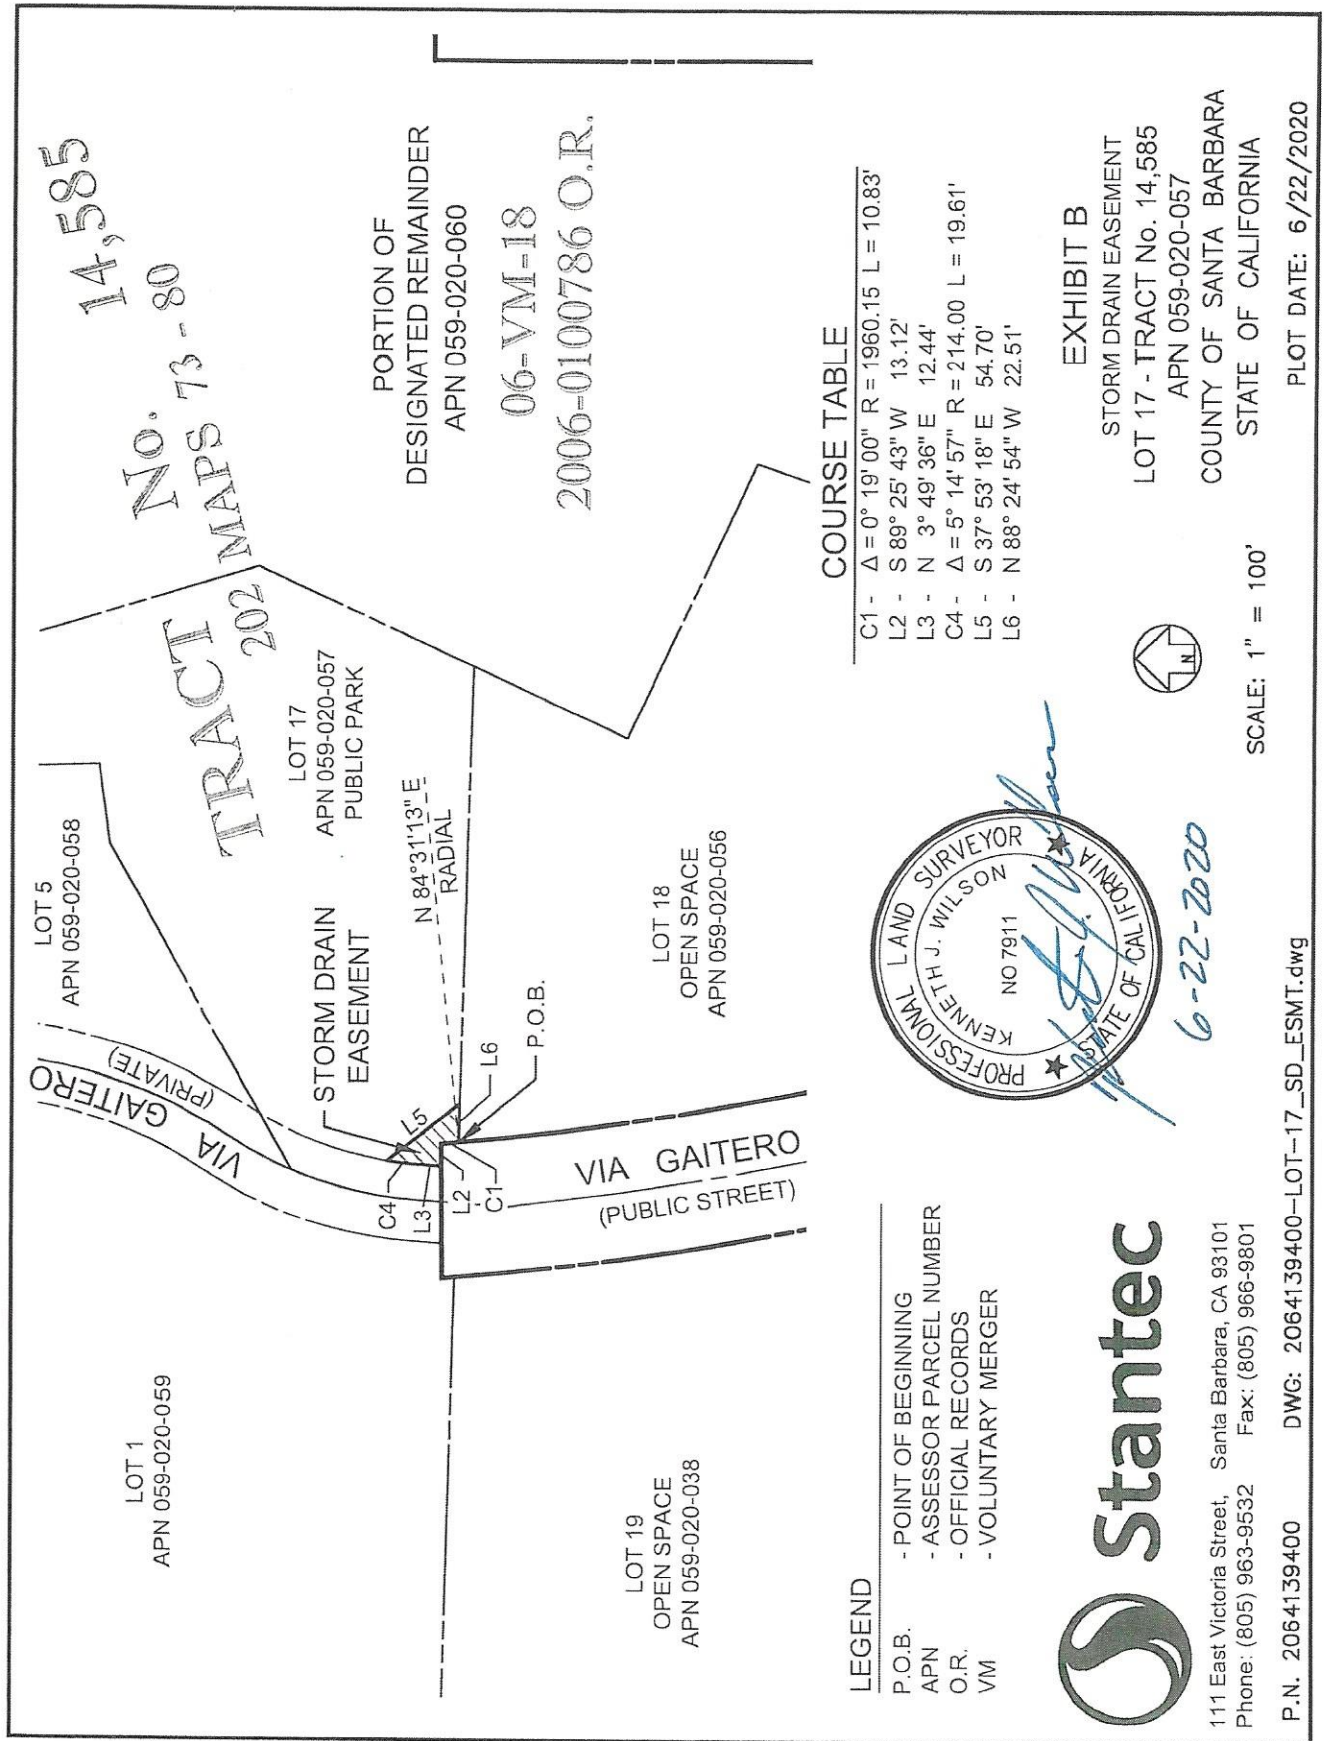 TRACT No. 14,585
202 MAPS 73 - 80
LOT 1
APN 059-020-059
VIA GAITERO
(PRIVATE)
LOT 5
APN 059-020-058
LOT 17
APN 059-020-057
PUBLIC PARK
STORM DRAIN
EASEMENT
N 84°31'13" E
RADIAL
PORTION OF
DESIGNATED REMAINDER
APN 059-020-060
06-VM-18
2006-0100786 O.R.
C4
L3
L2
C1
L5
L6
P.O.B.
LOT 19
OPEN SPACE
APN 059-020-038
VIA GAITERO
(PUBLIC STREET)
LOT 18
OPEN SPACE
APN 059-020-056
LEGEND
P.O.B. - POINT OF BEGINNING
APN - ASSESSOR PARCEL NUMBER
O.R. - OFFICIAL RECORDS
VM - VOLUNTARY MERGER
PROFESSIONAL LAND SURVEYOR
KENNETH J. WILSON
NO 7911
STATE OF CALIFORNIA
6-22-2020
COURSE TABLE
C1 - Δ = 0° 19' 00" R = 1960.15 L = 10.83'
L2 - S 89° 25' 43" W 13.12'
L3 - N 3° 49' 36" E 12.44'
C4 - Δ = 5° 14' 57" R = 214.00 L = 19.61'
L5 - S 37° 53' 18" E 54.70'
L6 - N 88° 24' 54" W 22.51'
Stantec
111 East Victoria Street, Santa Barbara, CA 93101
Phone: (805) 963-9532 Fax: (805) 966-9801
N
SCALE: 1" = 100'
EXHIBIT B
STORM DRAIN EASEMENT
LOT 17 - TRACT No. 14,585
APN 059-020-057
COUNTY OF SANTA BARBARA
STATE OF CALIFORNIA
P.N. 2064139400 DWG: 2064139400-LOT-17_SD_ESMT.dwg PLOT DATE: 6/22/2020